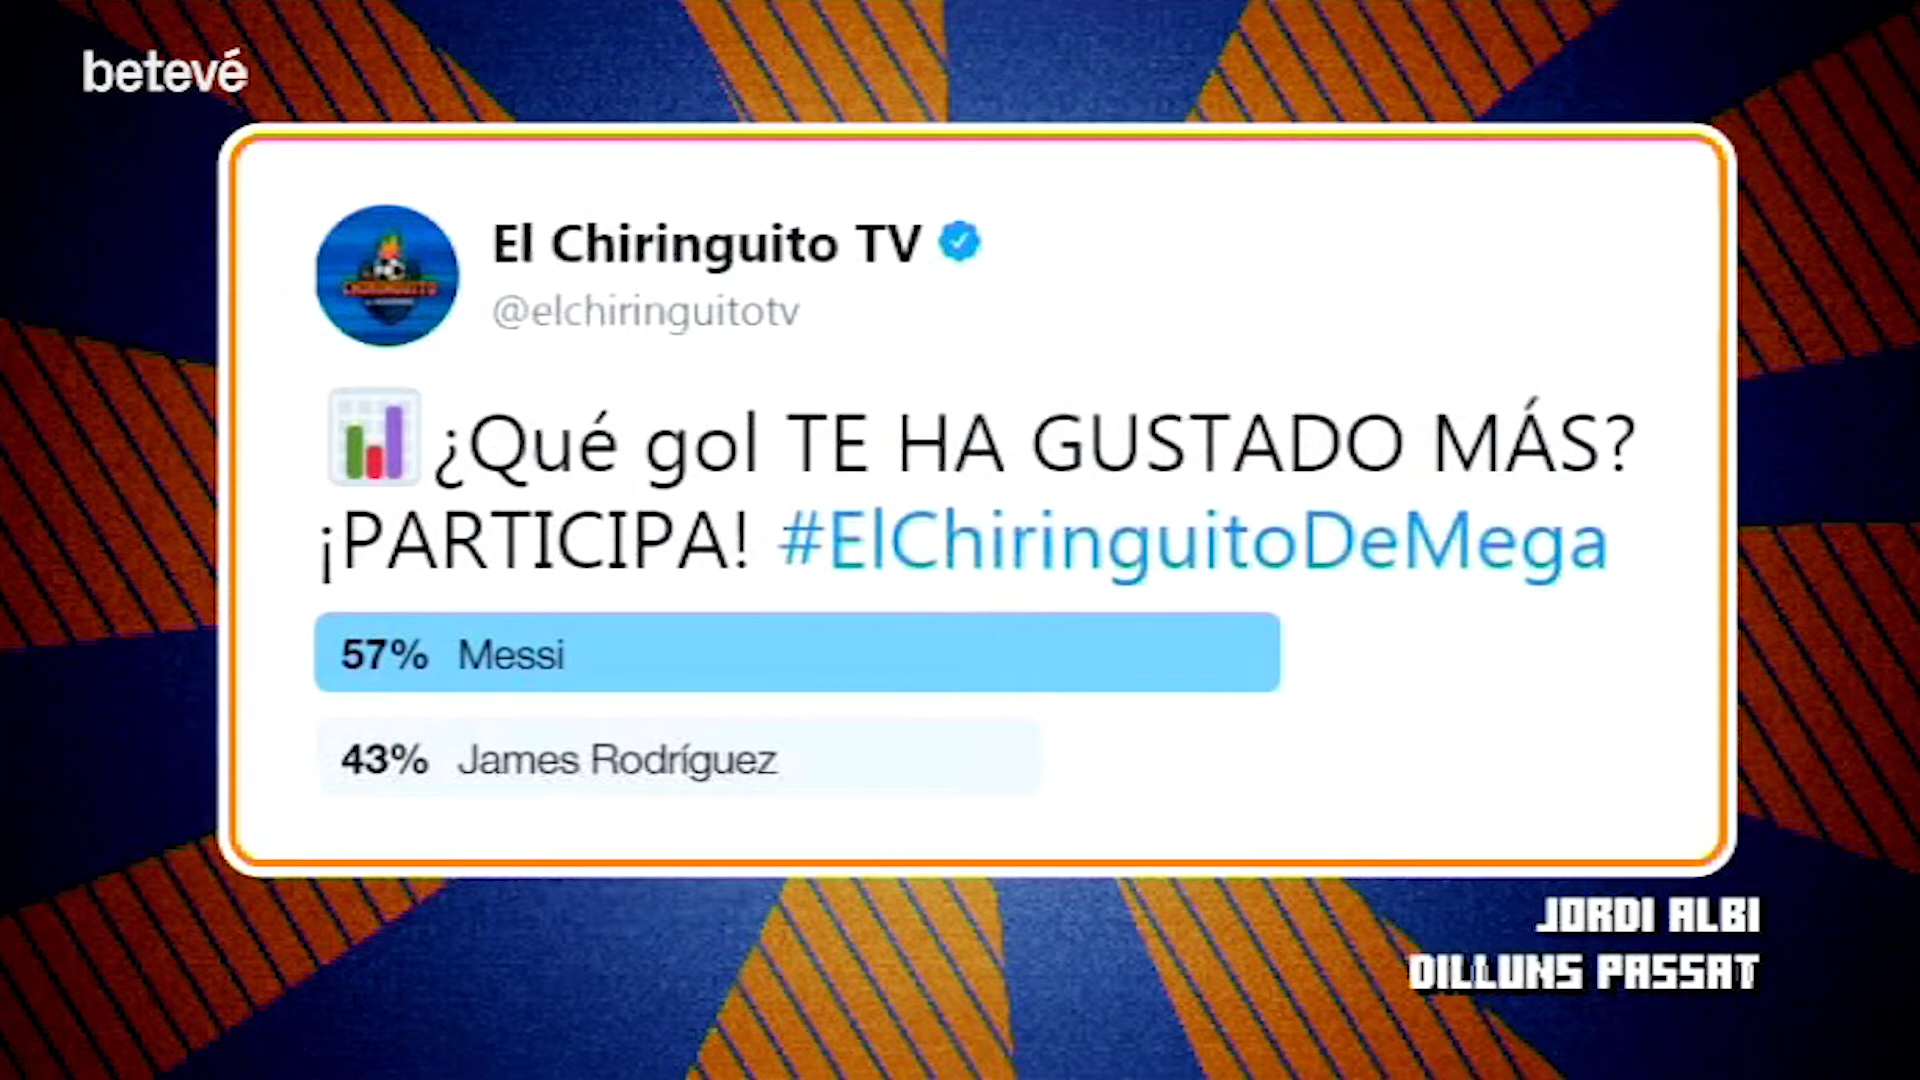 betevé
El Chiringuito TV
@elchiringuitotv
CHIRINGUITO
¿Qué gol TE HA GUSTADO MÁS?
¡PARTICIPA! #ElChiringuitoDeMega
57% Messi
43% James Rodríguez
JORDI ALBI
DILLUNS PASSAT